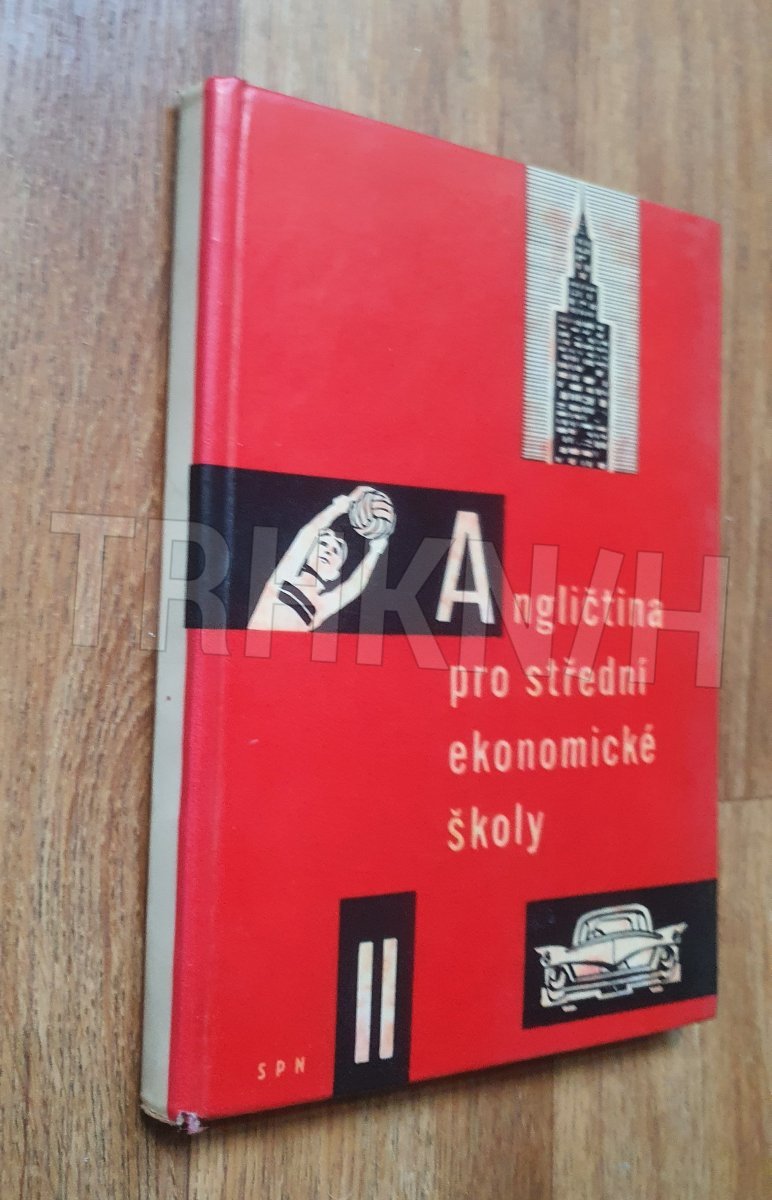 Angličtina
pro střední
ekonomické
školy
II
SPN
TRHKNIH